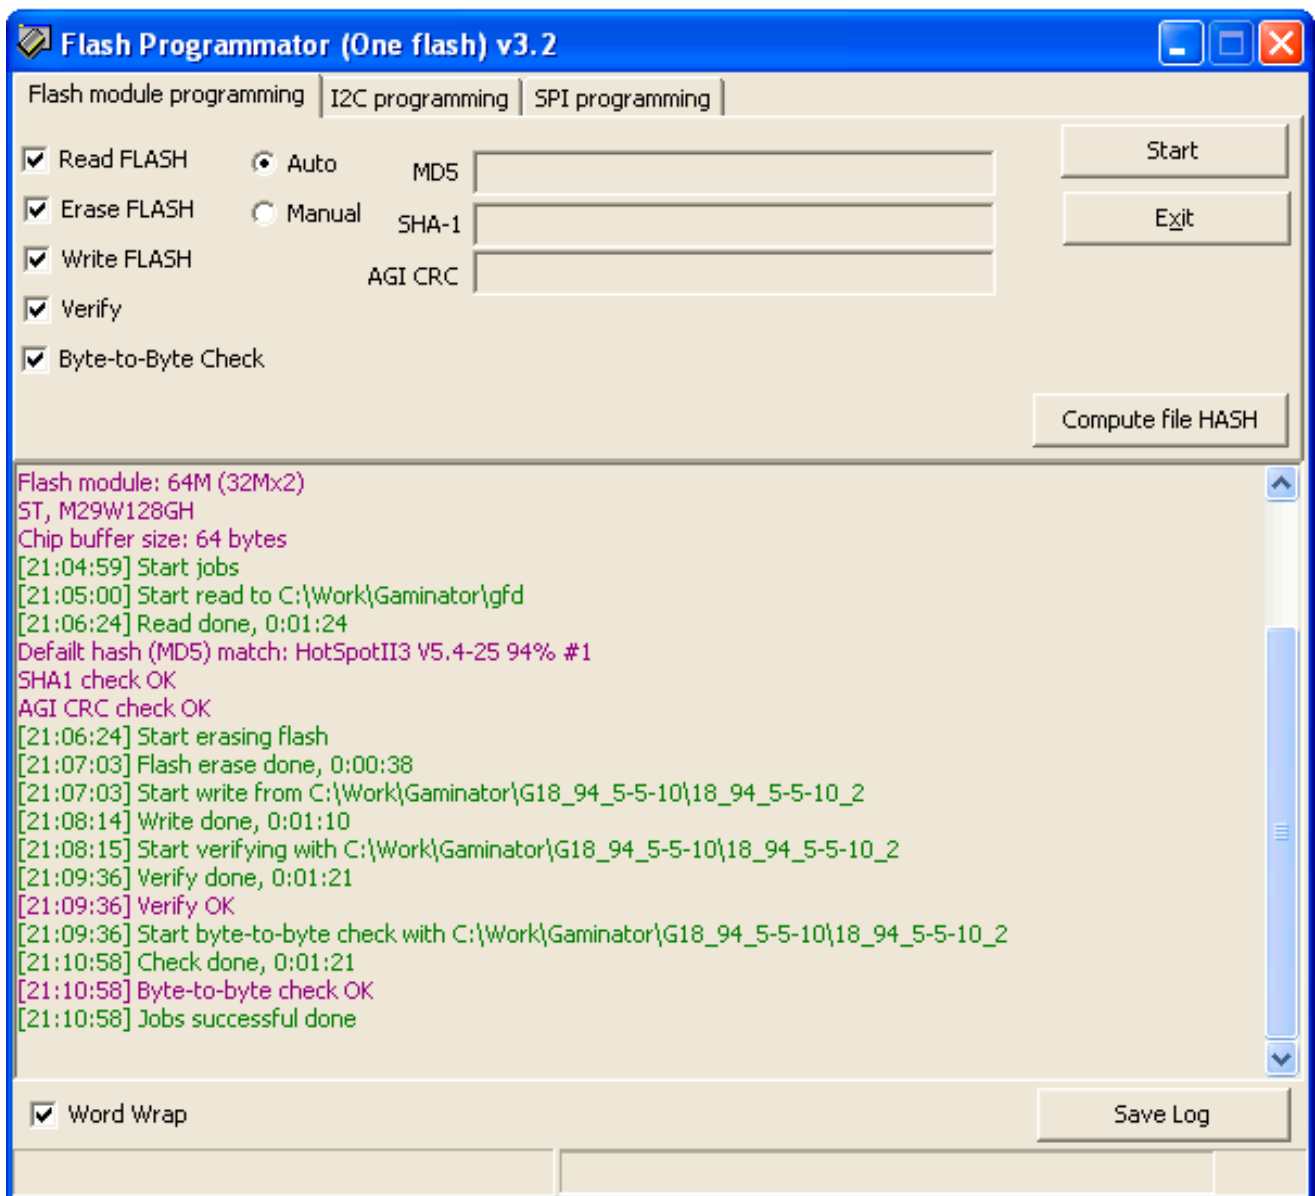 Flash Programmator (One flash) v3.2
Flash module programming I2C programming SPI programming
Read FLASH Auto MD5 Start
Erase FLASH Manual SHA-1 Exit
Write FLASH AGI CRC
Verify
Byte-to-Byte Check
Compute file HASH
Flash module: 64M (32Mx2)
ST, M29W128GH
Chip buffer size: 64 bytes
[21:04:59] Start jobs
[21:05:00] Start read to C:\Work\Gaminator\gfd
[21:06:24] Read done, 0:01:24
Defailt hash (MD5) match: HotSpotII3 V5.4-25 94% #1
SHA1 check OK
AGI CRC check OK
[21:06:24] Start erasing flash
[21:07:03] Flash erase done, 0:00:38
[21:07:03] Start write from C:\Work\Gaminator\G18_94_5-5-10\18_94_5-5-10_2
[21:08:14] Write done, 0:01:10
[21:08:15] Start verifying with C:\Work\Gaminator\G18_94_5-5-10\18_94_5-5-10_2
[21:09:36] Verify done, 0:01:21
[21:09:36] Verify OK
[21:09:36] Start byte-to-byte check with C:\Work\Gaminator\G18_94_5-5-10\18_94_5-5-10_2
[21:10:58] Check done, 0:01:21
[21:10:58] Byte-to-byte check OK
[21:10:58] Jobs successful done
Word Wrap Save Log